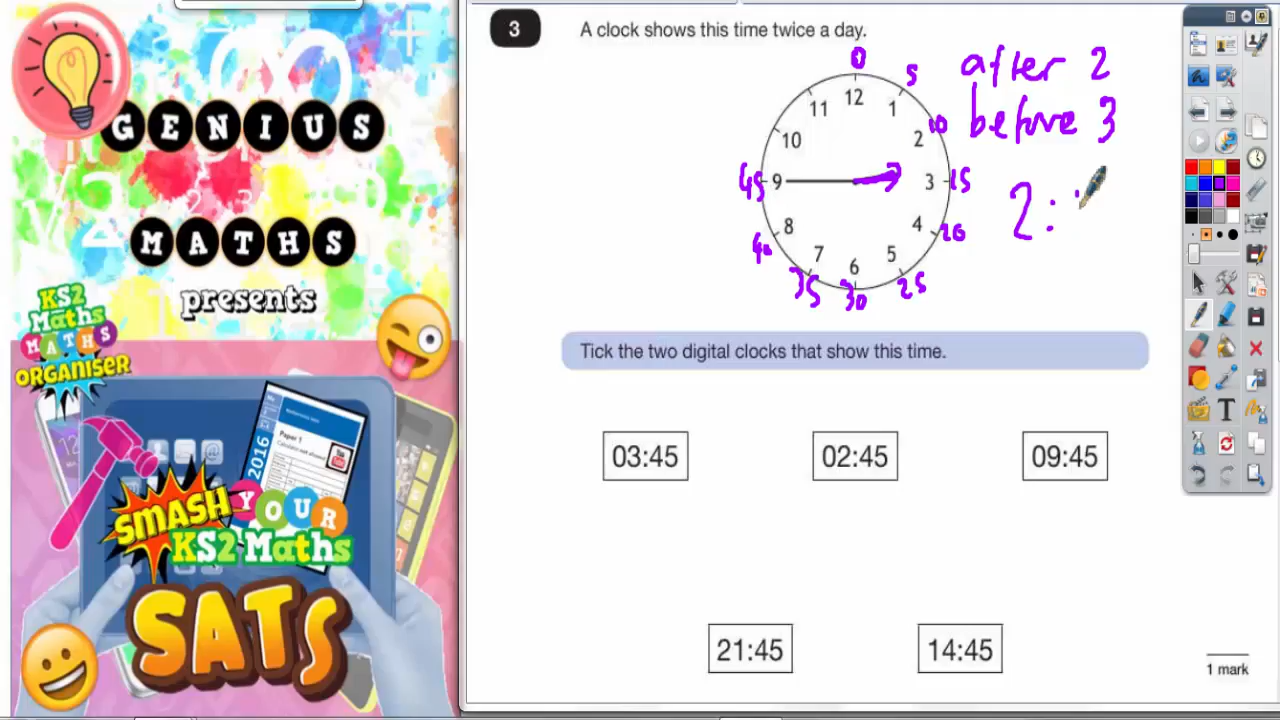 GENIUS
MATHS
presents
KS2
Maths
MATHS
ORGANISER
2016
Paper 1
SMASH YOUR
KS2 Maths
SATS
3
A clock shows this time twice a day.
0
5
10
15
20
25
30
35
40
45
12
1
2
3
4
5
6
7
8
9
10
11
after 2
before 3
2:
Tick the two digital clocks that show this time.
03:45
02:45
09:45
21:45
14:45
1 mark
T